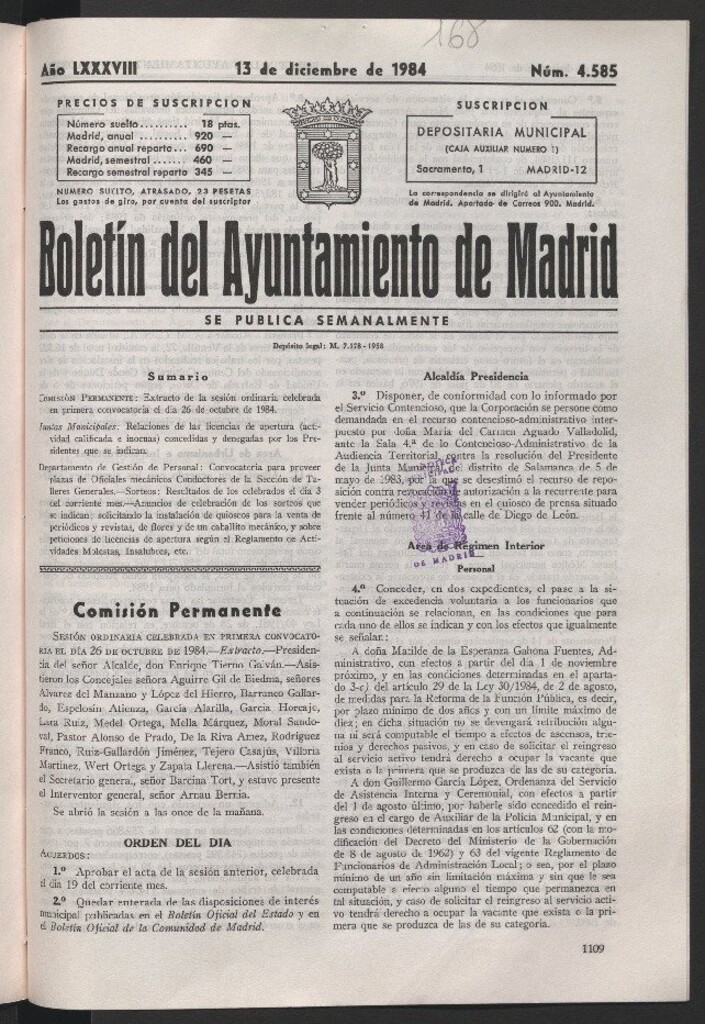 168
Año LXXXVIII 13 de diciembre de 1984 Núm. 4.585
PRECIOS DE SUSCRIPCION
Número suelto.......... 18 ptas.
Madrid, anual .......... 920 —
Recargo anual reparto... 690 —
Madrid, semestral ....... 460 —
Recargo semestral reparto 345 —
NUMERO SUELTO, ATRASADO, 23 PESETAS
Los gastos de giro, por cuenta del suscriptor
SUSCRIPCION
DEPOSITARIA MUNICIPAL
(CAJA AUXILIAR NUMERO 1)
Sacramento, 1 MADRID-12
La correspondencia se dirigirá al Ayuntamiento
de Madrid. Apartado de Correos 900. Madrid.
Boletín del Ayuntamiento de Madrid
SE PUBLICA SEMANALMENTE
Depósito legal: M. 7.178 - 1958
Sumario
COMISIÓN PERMANENTE: Extracto de la sesión ordinaria celebrada
en primera convocatoria el día 26 de octubre de 1984.
Juntas Municipales: Relaciones de las licencias de apertura (acti-
vidad calificada e inocuas) concedidas y denegadas por los Pre-
sidentes que se indican.
Departamento de Gestión de Personal: Convocatoria para proveer
plazas de Oficiales mecánicos Conductores de la Sección de Ta-
lleres Generales.—Sorteos: Resultados de los celebrados el día 3
del corriente mes.—Anuncios de celebración de los sorteos que
se indican; solicitando la instalación de quioscos para la venta de
periódicos y revistas, de flores y de un caballito mecánico, y sobre
peticiones de licencias de apertura según el Reglamento de Acti-
vidades Molestas, Insalubres, etc.
Comisión Permanente
SESIÓN ORDINARIA CELEBRADA EN PRIMERA CONVOCATO-
RIA EL DÍA 26 DE OCTUBRE DE 1984.—Extracto.—Presiden-
cia del señor Alcalde, don Enrique Tierno Galván.—Asis-
tieron los Concejales señora Aguirre Gil de Biedma, señores
Alvarez del Manzano y López del Hierro, Barranco Gallar-
do, Espelosín Atienza, García Alarilla, García Horcajo,
Lara Ruiz, Medel Ortega, Mella Márquez, Moral Sando-
val, Pastor Alonso de Prado, De la Riva Amez, Rodríguez
Franco, Ruiz-Gallardón Jiménez, Tejero Casajús, Villoria
Martínez, Wert Ortega y Zapata Llerena.—Asistió también
el Secretario general, señor Barcina Tort, y estuvo presente
el Interventor general, señor Arnau Bernia.
Se abrió la sesión a las once de la mañana.
ORDEN DEL DIA
ACUERDOS:
1.º Aprobar el acta de la sesión anterior, celebrada
el día 19 del corriente mes.
2.º Quedar enterada de las disposiciones de interés
municipal publicadas en el Boletín Oficial del Estado y en
el Boletín Oficial de la Comunidad de Madrid.
Alcaldía Presidencia
3.º Disponer, de conformidad con lo informado por
el Servicio Contencioso, que la Corporación se persone como
demandada en el recurso contencioso-administrativo inter-
puesto por doña María del Carmen Aguado Valladolid,
ante la Sala 4.ª de lo Contencioso-Administrativo de la
Audiencia Territorial, contra la resolución del Presidente
de la Junta Municipal del distrito de Salamanca de 5 de
mayo de 1983, por la que se desestimó el recurso de repo-
sición contra revocación de autorización a la recurrente para
vender periódicos y revistas en el quiosco de prensa situado
frente al número 41 de la calle de Diego de León.
Area de Régimen Interior
DE MADRID
Personal
4.º Conceder, en dos expedientes, el pase a la si-
tuación de excedencia voluntaria a los funcionarios que
a continuación se relacionan, en las condiciones que para
cada uno de ellos se indican y con los efectos que igualmente
se señalar:
A doña Matilde de la Esperanza Gahona Fuentes, Ad-
ministrativo, con efectos a partir del día 1 de noviembre
próximo, y en las condiciones determinadas en el aparta-
do 3-c) del artículo 29 de la Ley 30/1984, de 2 de agosto,
de medidas para la Reforma de la Función Pública, es decir,
por plazo mínimo de dos años y con un límite máximo de
diez; en dicha situación no se devengará retribución algu-
na ni será computable el tiempo a efectos de ascensos, trie-
nios y derechos pasivos, y en caso de solicitar el reingreso
al servicio activo tendrá derecho a ocupar la vacante que
exista o la primera que se produzca de las de su categoría.
A don Guillermo García López, Ordenanza del Servicio
de Asistencia Interna y Ceremonial, con efectos a partir
del 1 de agosto último, por haberle sido concedido el rein-
greso en el cargo de Auxiliar de la Policía Municipal, y en
las condiciones determinadas en los artículos 62 (con la mo-
dificación del Decreto del Ministerio de la Gobernación
de 8 de agosto de 1962) y 63 del vigente Reglamento de
Funcionarios de Administración Local; o sea, por el plazo
mínimo de un año sin limitación máxima y sin que le sea
computable a efecto alguno el tiempo que permanezca en
tal situación, y caso de solicitar el reingreso al servicio acti-
vo tendrá derecho a ocupar la vacante que exista o la pri-
mera que se produzca de las de su categoría.
1109